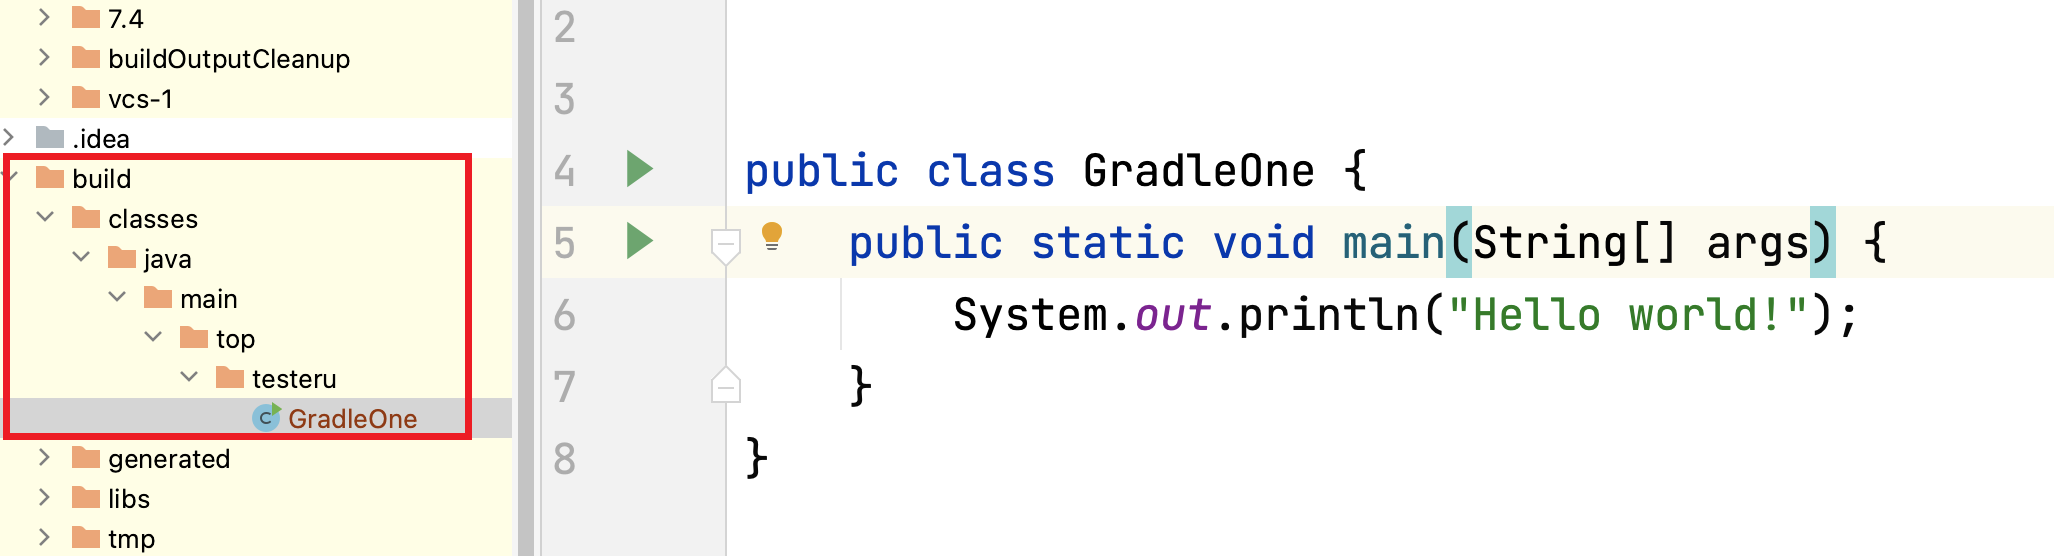 7.4
buildOutputCleanup
vcs-1
.idea
build
classes
java
main
top
testeru
GradleOne
generated
libs
tmp
2
3
4 public class GradleOne {
5 public static void main(String[] args) {
6 System.out.println("Hello world!");
7 }
8 }